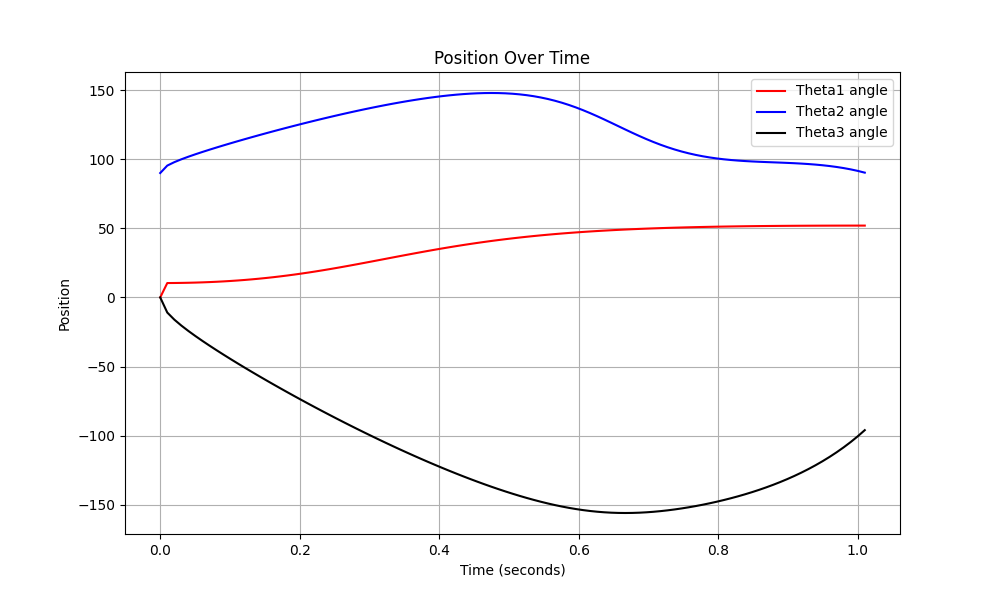 Position Over Time
Theta1 angle
Theta2 angle
Theta3 angle
Position
150
100
50
0
−50
−100
−150
0.0 0.2 0.4 0.6 0.8 1.0
Time (seconds)